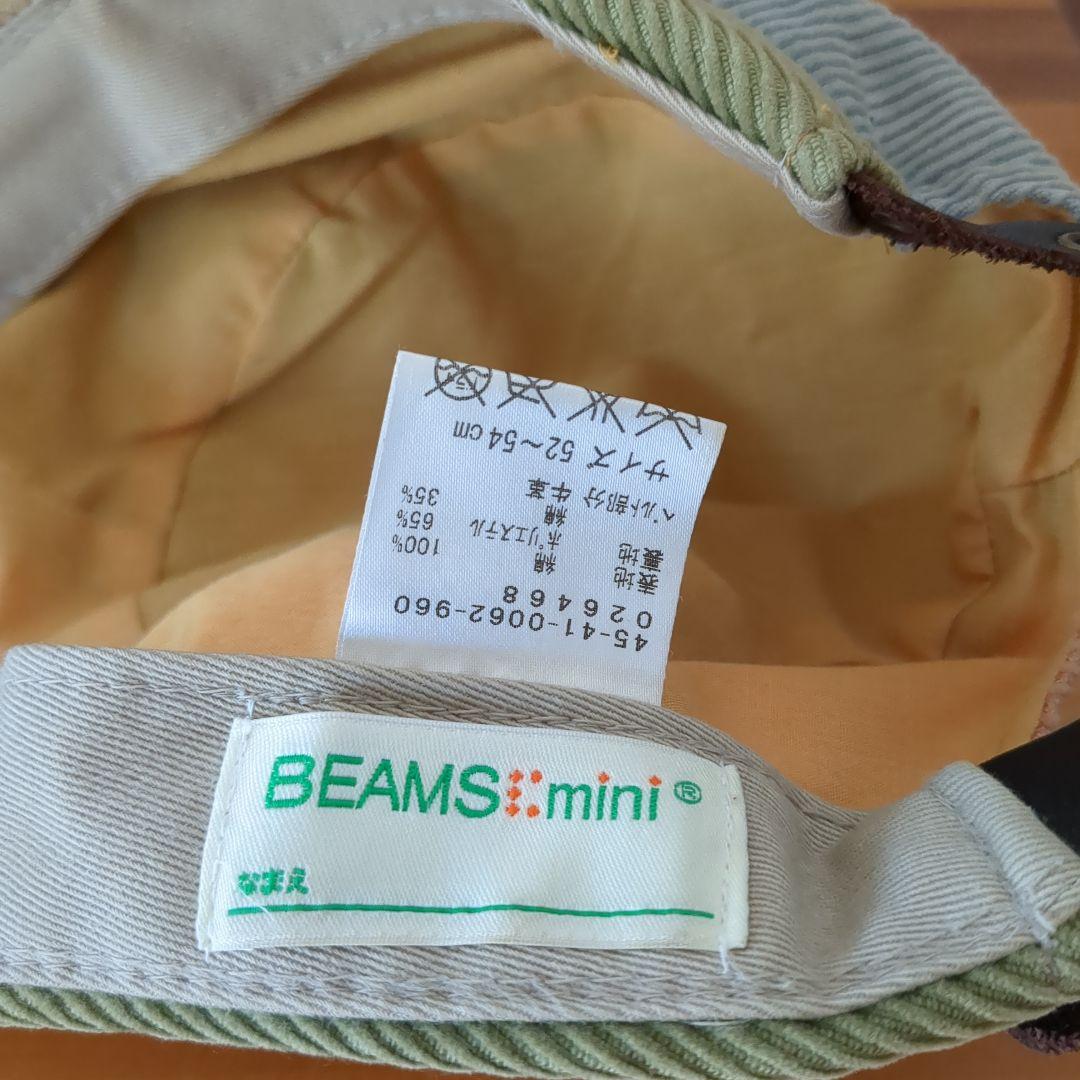 BEAMS mini ®
なまえ
45-41-0062-960
026468
表地 綿 100%
裏地 ポリエステル 65%
綿 35%
ベルト部分 牛革
サイズ 52~54cm